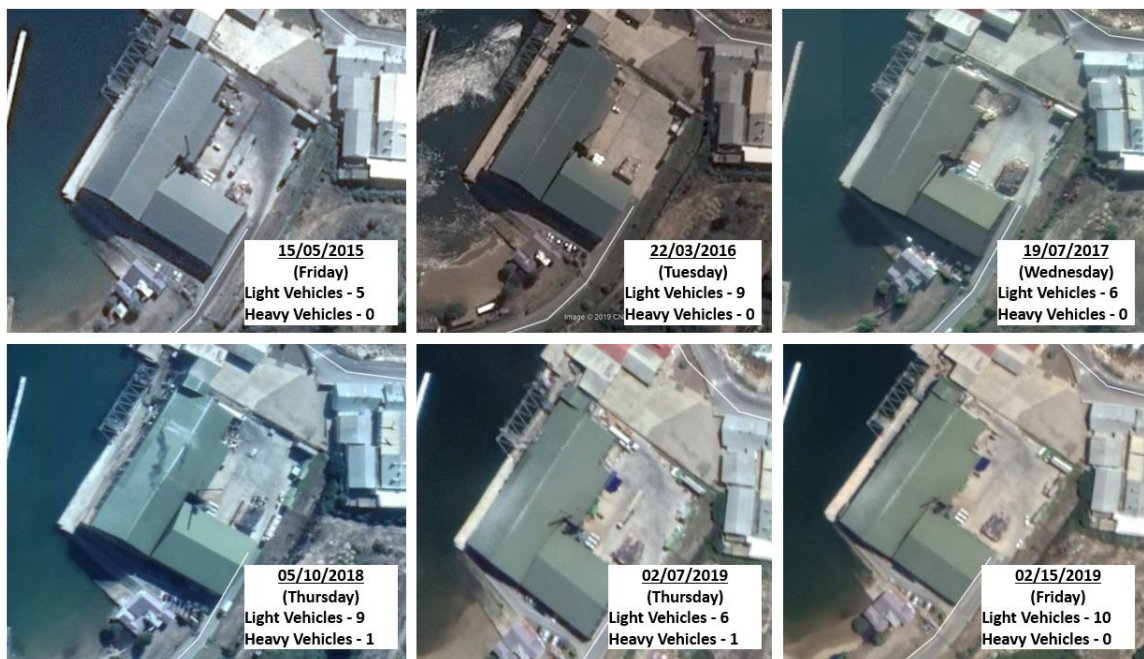 15/05/2015
(Friday)
Light Vehicles - 5
Heavy Vehicles - 0
22/03/2016
(Tuesday)
Light Vehicles - 9
Heavy Vehicles - 0
Image © 2019 CN
19/07/2017
(Wednesday)
Light Vehicles - 6
Heavy Vehicles - 0
05/10/2018
(Thursday)
Light Vehicles - 9
Heavy Vehicles - 1
02/07/2019
(Thursday)
Light Vehicles - 6
Heavy Vehicles - 1
02/15/2019
(Friday)
Light Vehicles - 10
Heavy Vehicles - 0